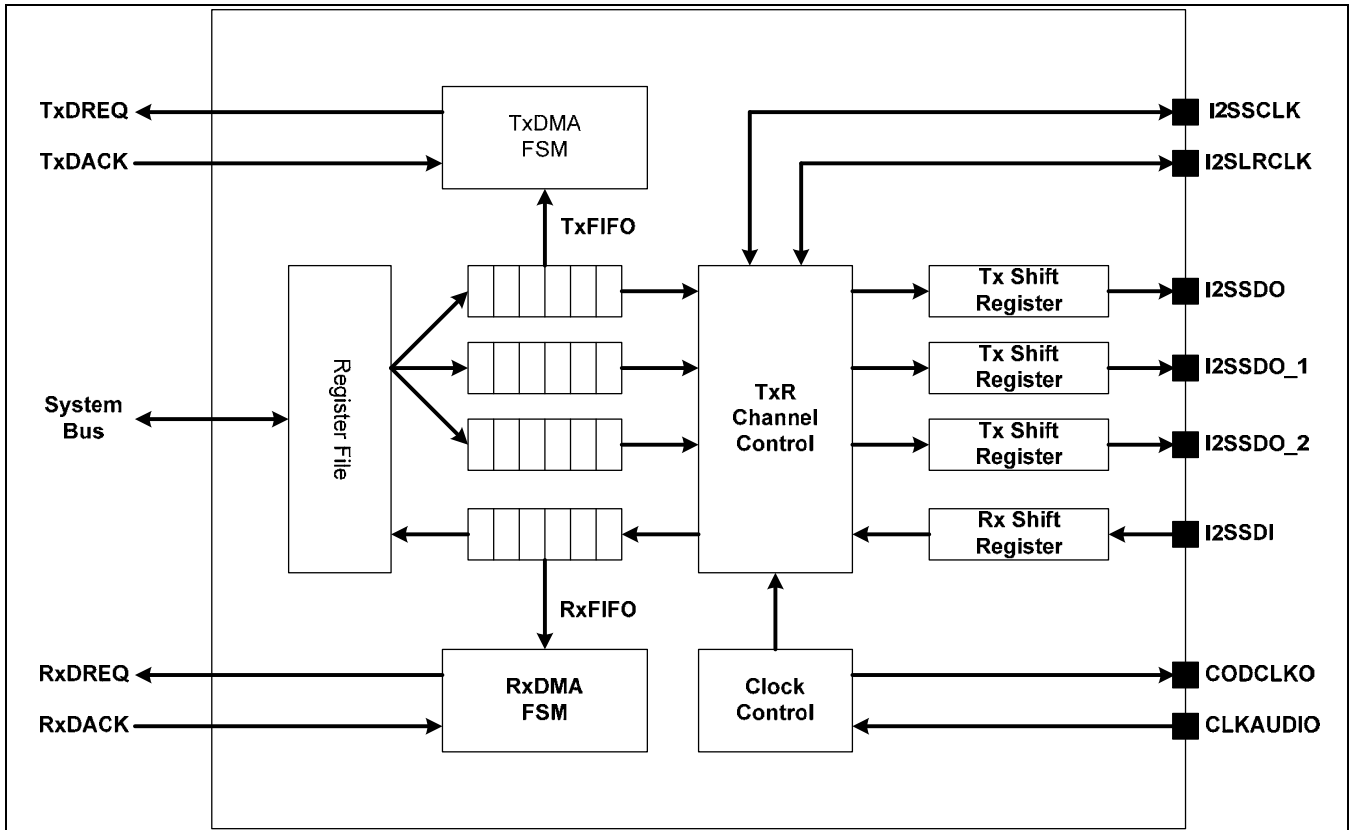 TxDREQ
TxDACK
TxDMA
FSM
I2SSCLK
I2SLRCLK
TxFIFO
System
Bus
Register File
TxR
Channel
Control
Tx Shift
Register
I2SSDO
Tx Shift
Register
I2SSDO_1
Tx Shift
Register
I2SSDO_2
Rx Shift
Register
I2SSDI
RxFIFO
RxDREQ
RxDACK
RxDMA
FSM
Clock
Control
CODCLKO
CLKAUDIO